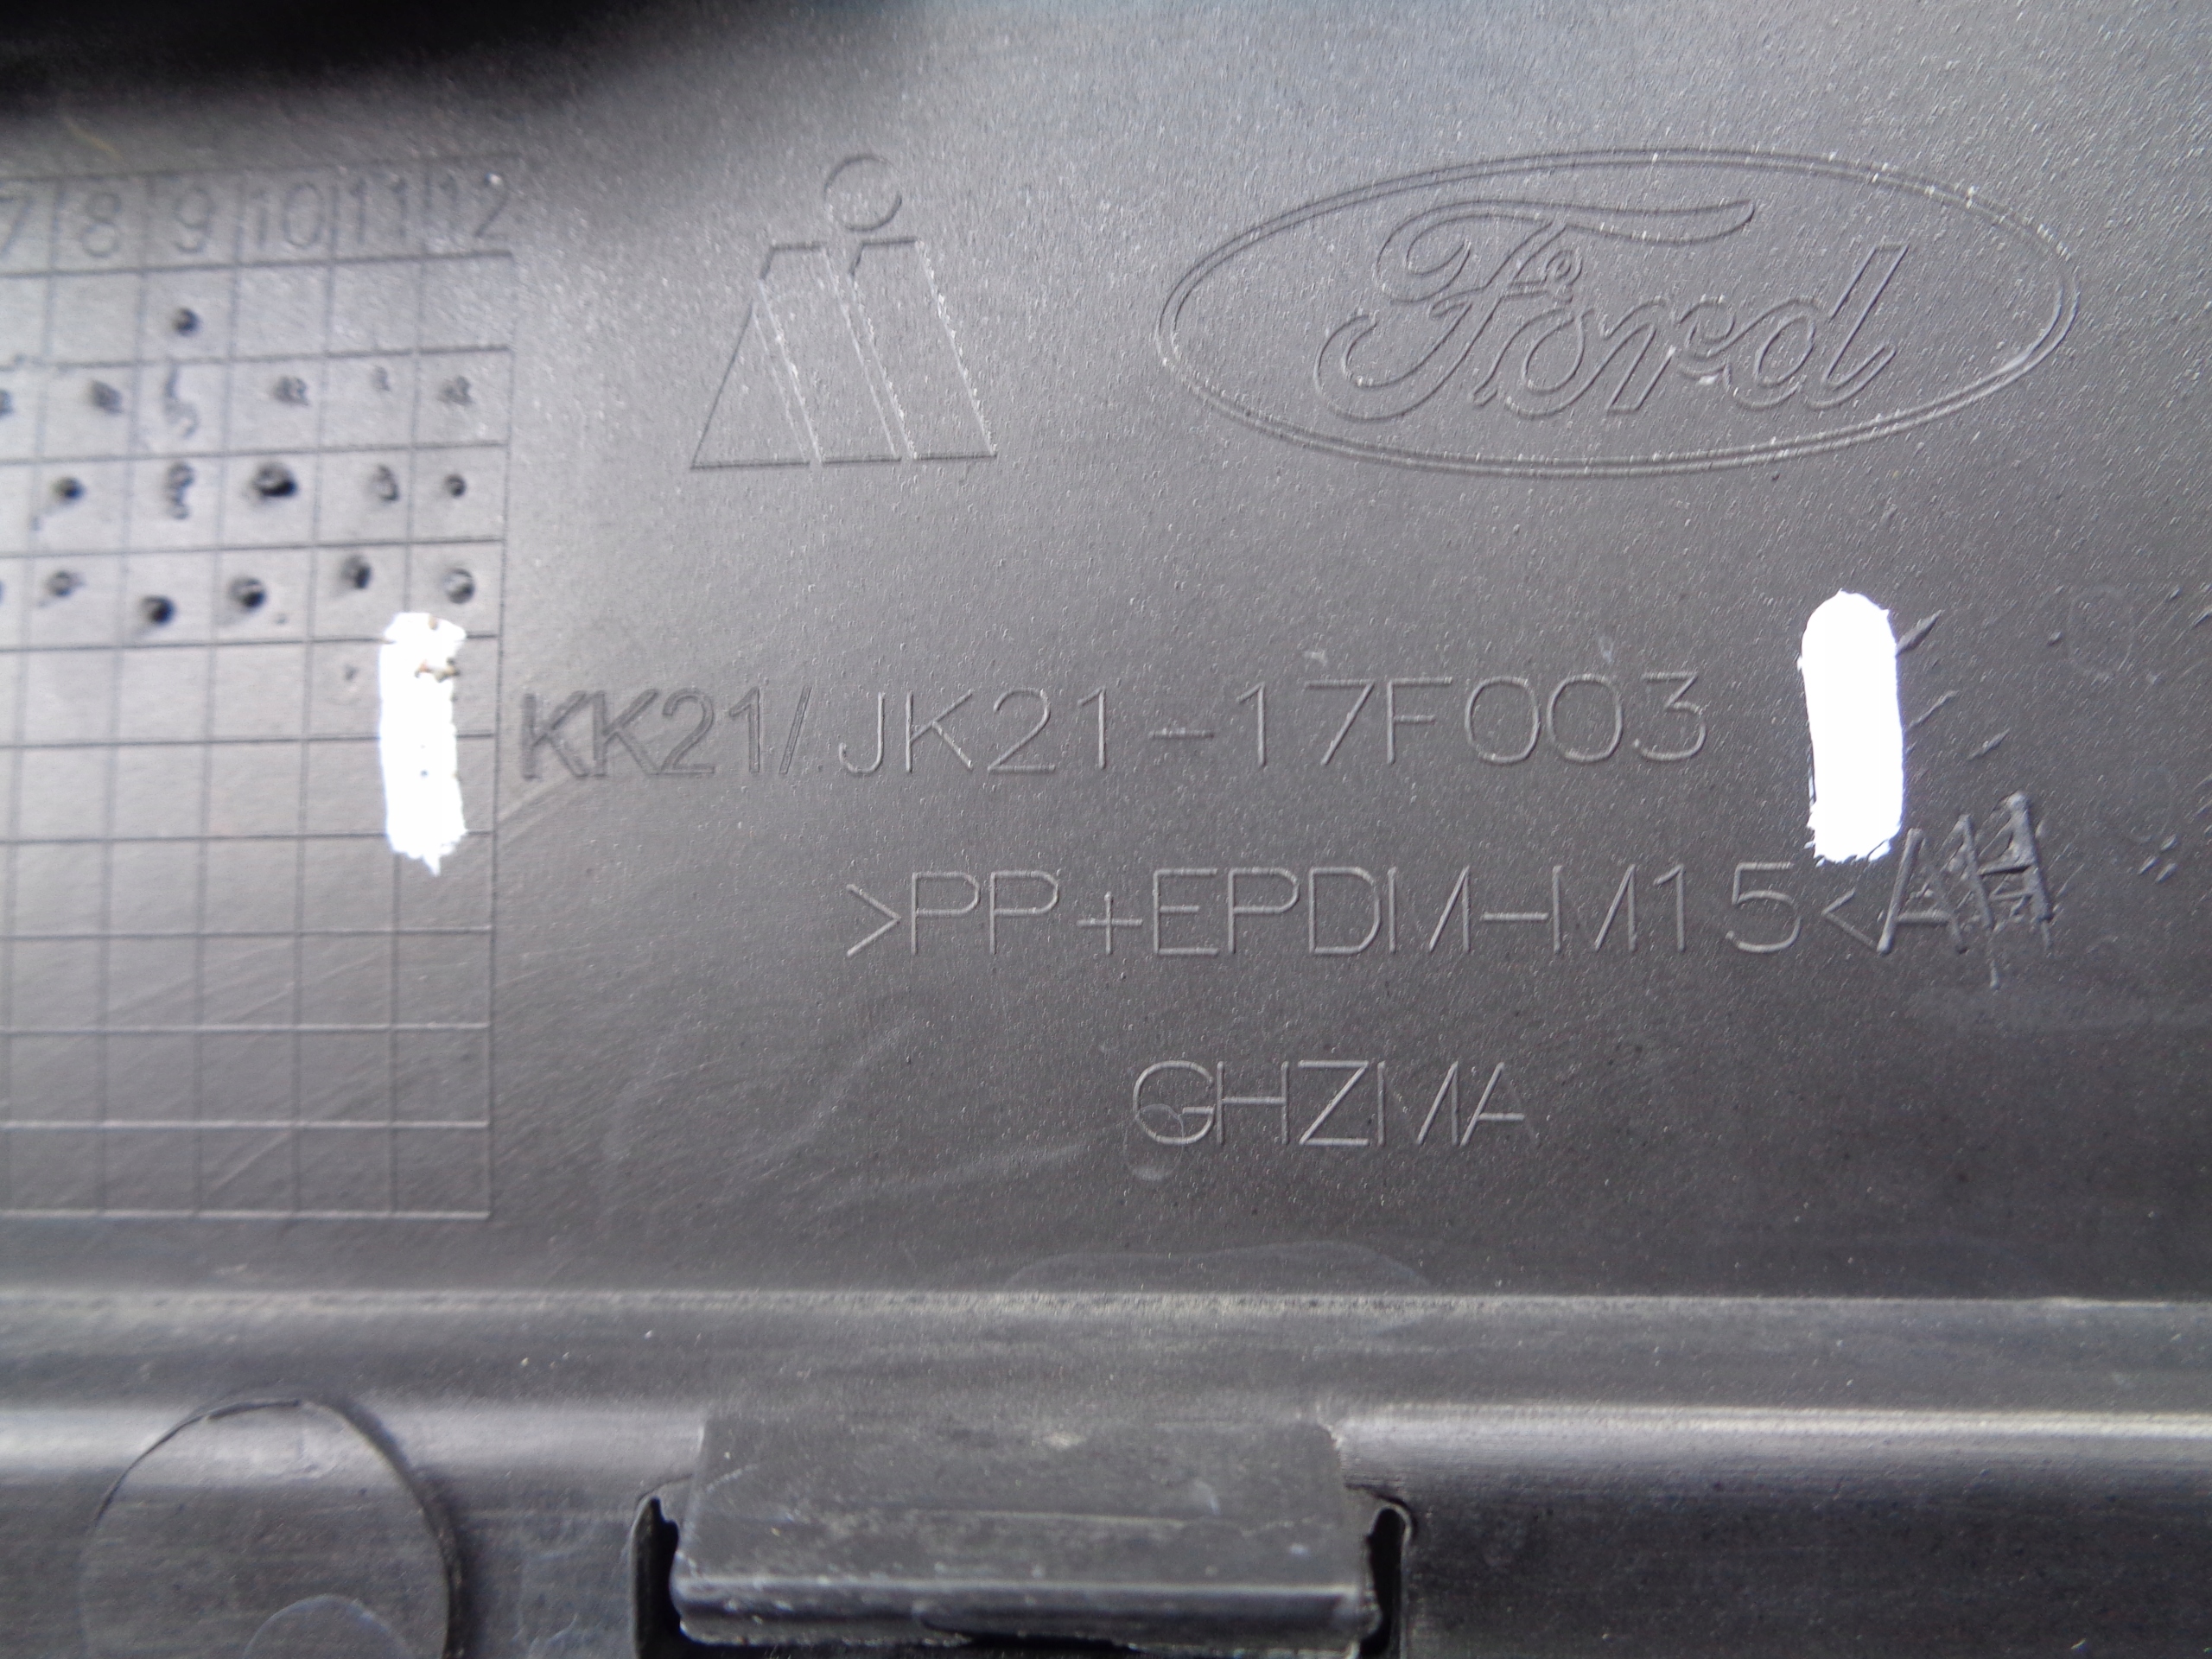 7 8 9 10 11 12
Ford
KK21/JK21-17F003
>PP+EPDM-M15<
GHZMA